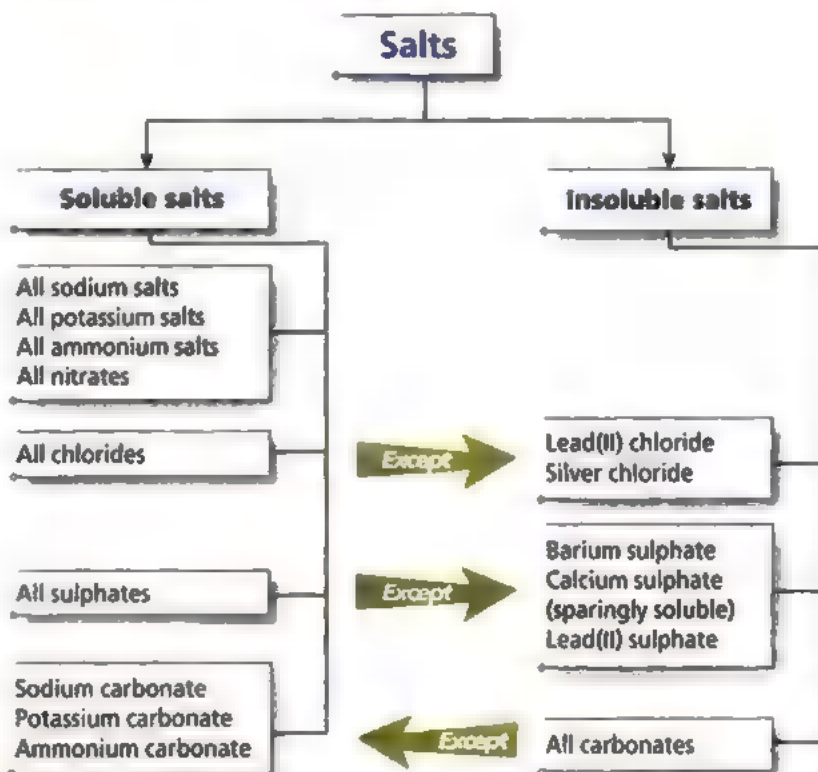 Salts
Soluble salts
Insoluble salts
All sodium salts
All potassium salts
All ammonium salts
All nitrates
All chlorides
Except
Lead(II) chloride
Silver chloride
All sulphates
Except
Barium sulphate
Calcium sulphate
(sparingly soluble)
Lead(II) sulphate
Sodium carbonate
Potassium carbonate
Ammonium carbonate
Except
All carbonates